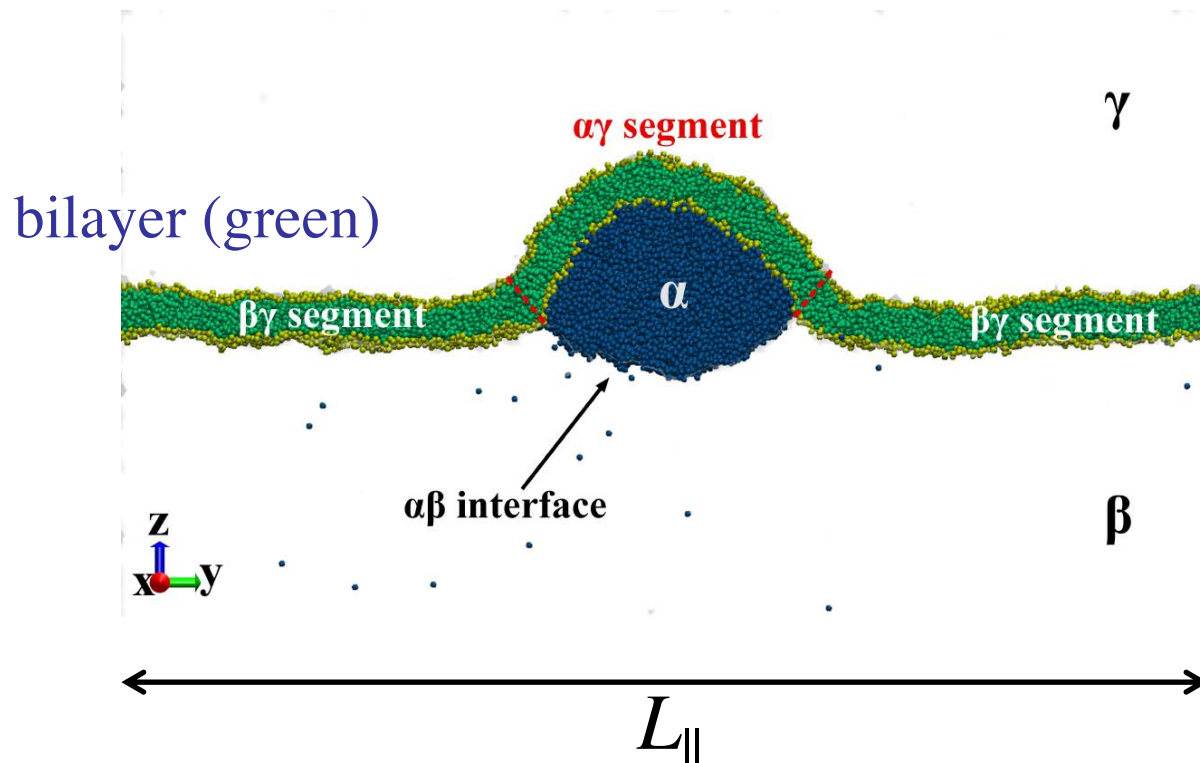 γ
αγ segment
bilayer (green)
α
βγ segment
βγ segment
αβ interface
β
z
x
y
L||